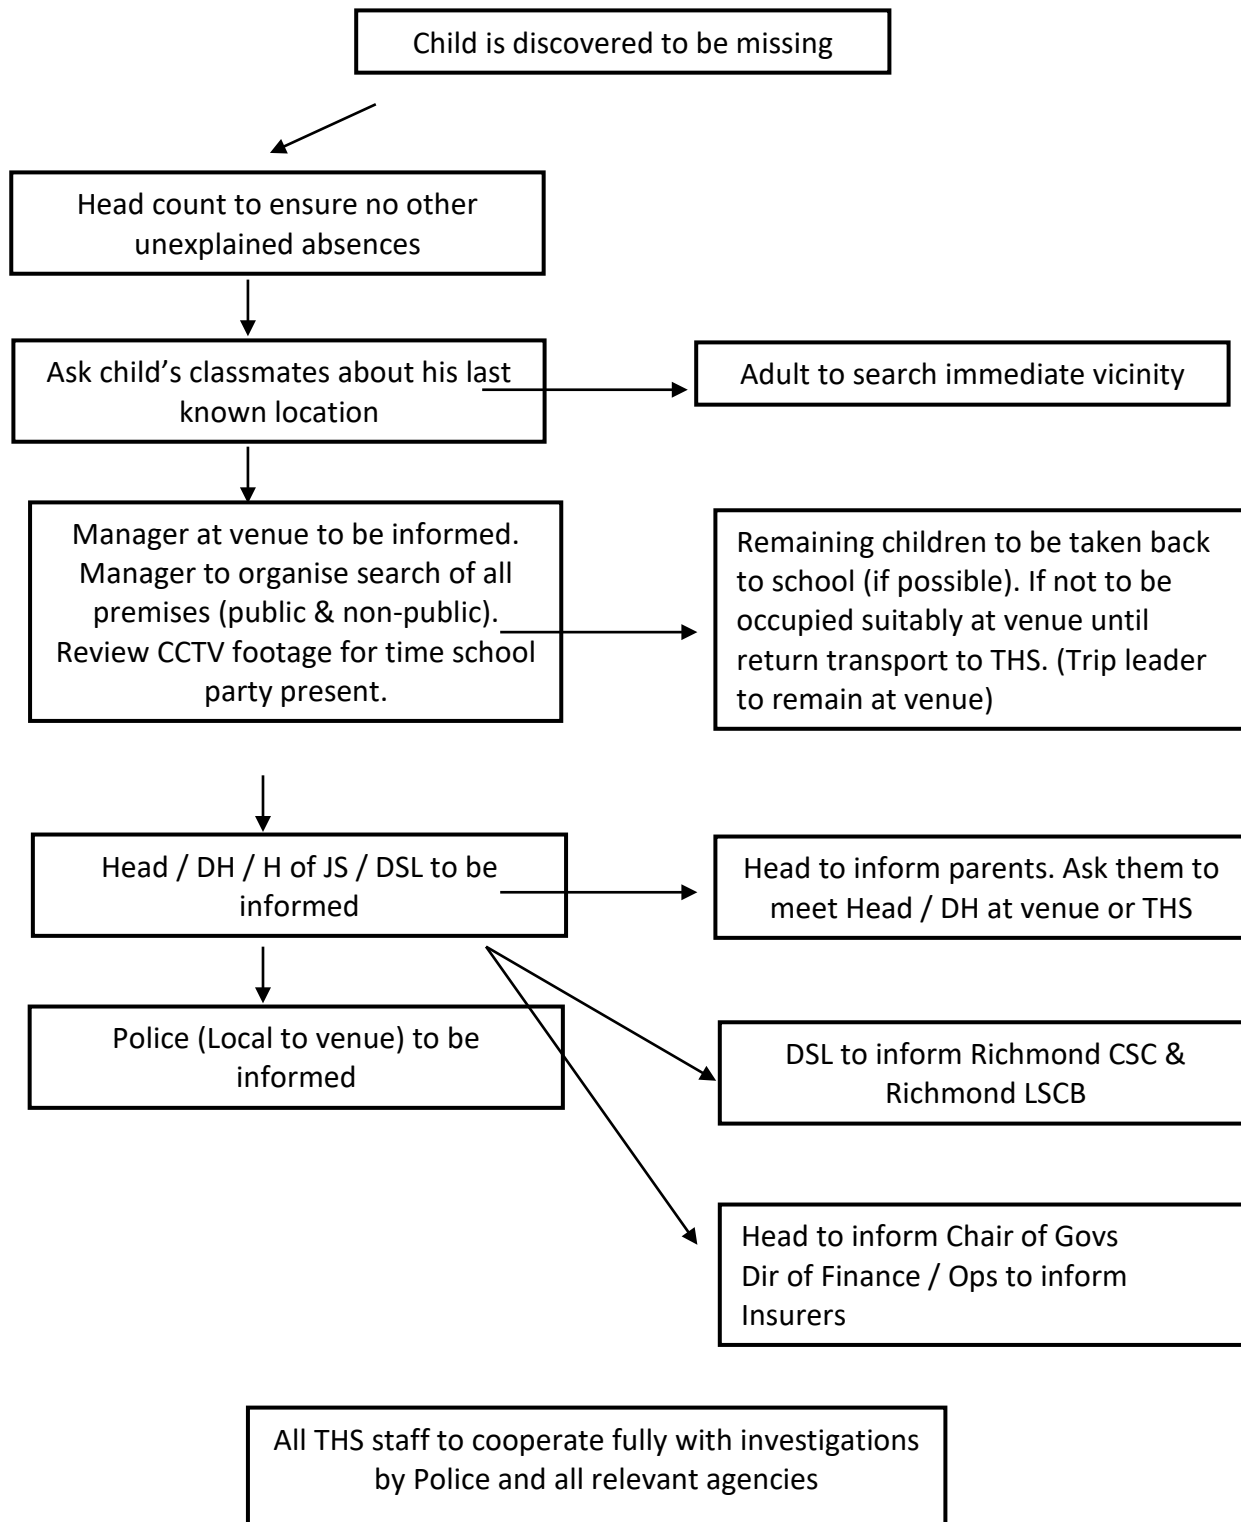 Child is discovered to be missing
Head count to ensure no other
unexplained absences
Ask child’s classmates about his last
known location
Adult to search immediate vicinity
Manager at venue to be informed.
Manager to organise search of all
premises (public & non-public).
Review CCTV footage for time school
party present.
Remaining children to be taken back
to school (if possible). If not to be
occupied suitably at venue until
return transport to THS. (Trip leader
to remain at venue)
Head / DH / H of JS / DSL to be
informed
Head to inform parents. Ask them to
meet Head / DH at venue or THS
Police (Local to venue) to be
informed
DSL to inform Richmond CSC &
Richmond LSCB
Head to inform Chair of Govs
Dir of Finance / Ops to inform
Insurers
All THS staff to cooperate fully with investigations
by Police and all relevant agencies